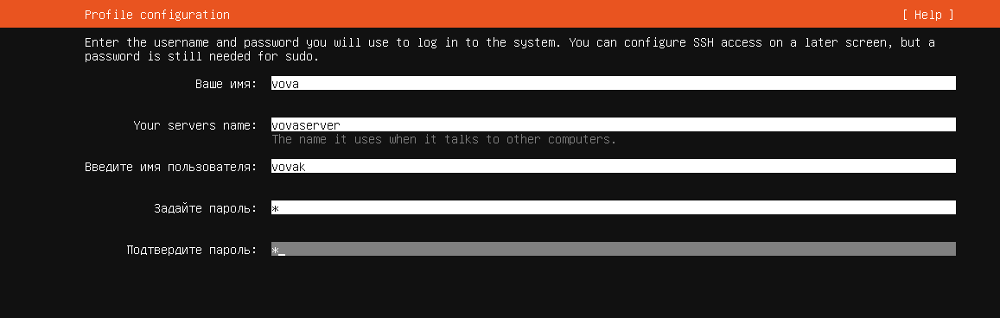 Profile configuration [ Help ]
Enter the username and password you will use to log in to the system. You can configure SSH access on a later screen, but a
password is still needed for sudo.
Ваше имя: vova
Your servers name: vovaserver
The name it uses when it talks to other computers.
Введите имя пользователя: vovak
Задайте пароль: *
Подтвердите пароль: *_